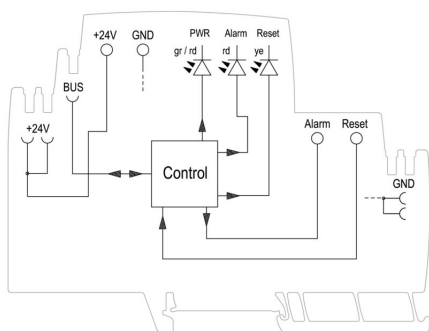 +24V GND PWR Alarm Reset
gr / rd rd ye
BUS
+24V
Alarm Reset
Control
GND